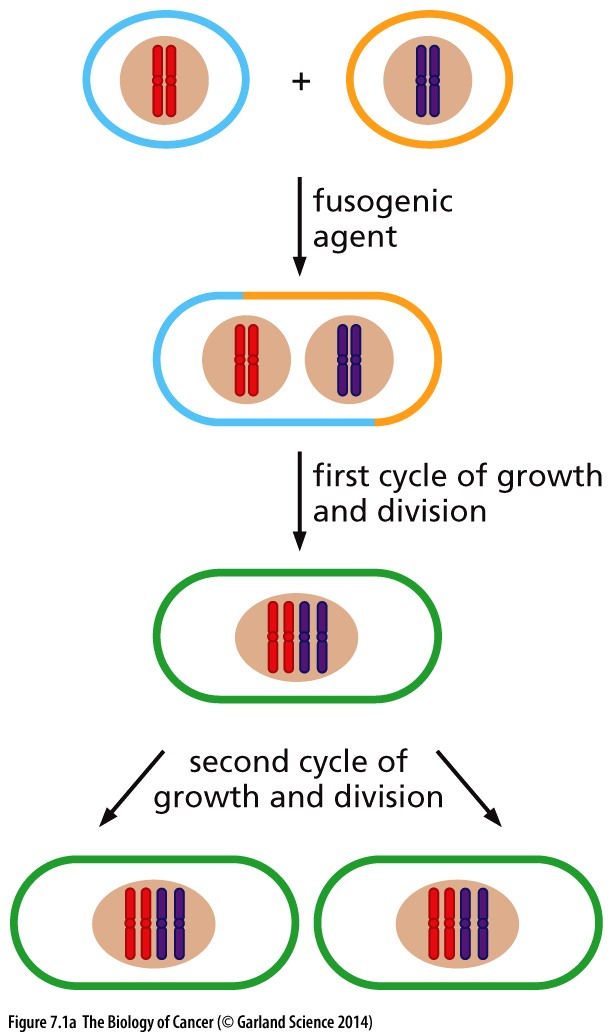 +
fusogenic
agent
first cycle of growth
and division
second cycle of
growth and division
Figure 7.1a The Biology of Cancer (© Garland Science 2014)